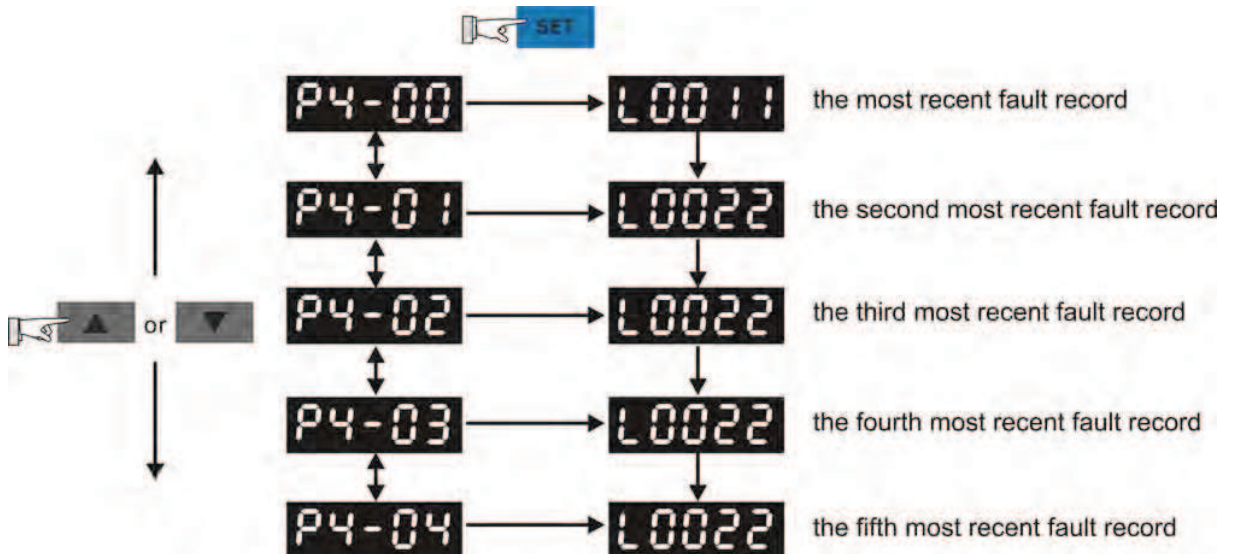 SET
P4-00 L0011 the most recent fault record
P4-01 L0022 the second most recent fault record
or
P4-02 L0022 the third most recent fault record
P4-03 L0022 the fourth most recent fault record
P4-04 L0022 the fifth most recent fault record